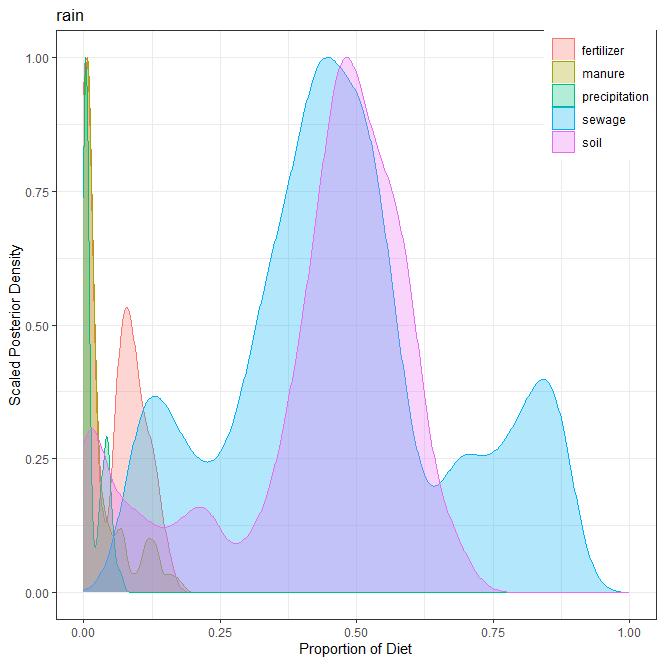 rain
fertilizer
manure
precipitation
sewage
soil
Scaled Posterior Density
1.00
0.75
0.50
0.25
0.00
0.00 0.25 0.50 0.75 1.00
Proportion of Diet